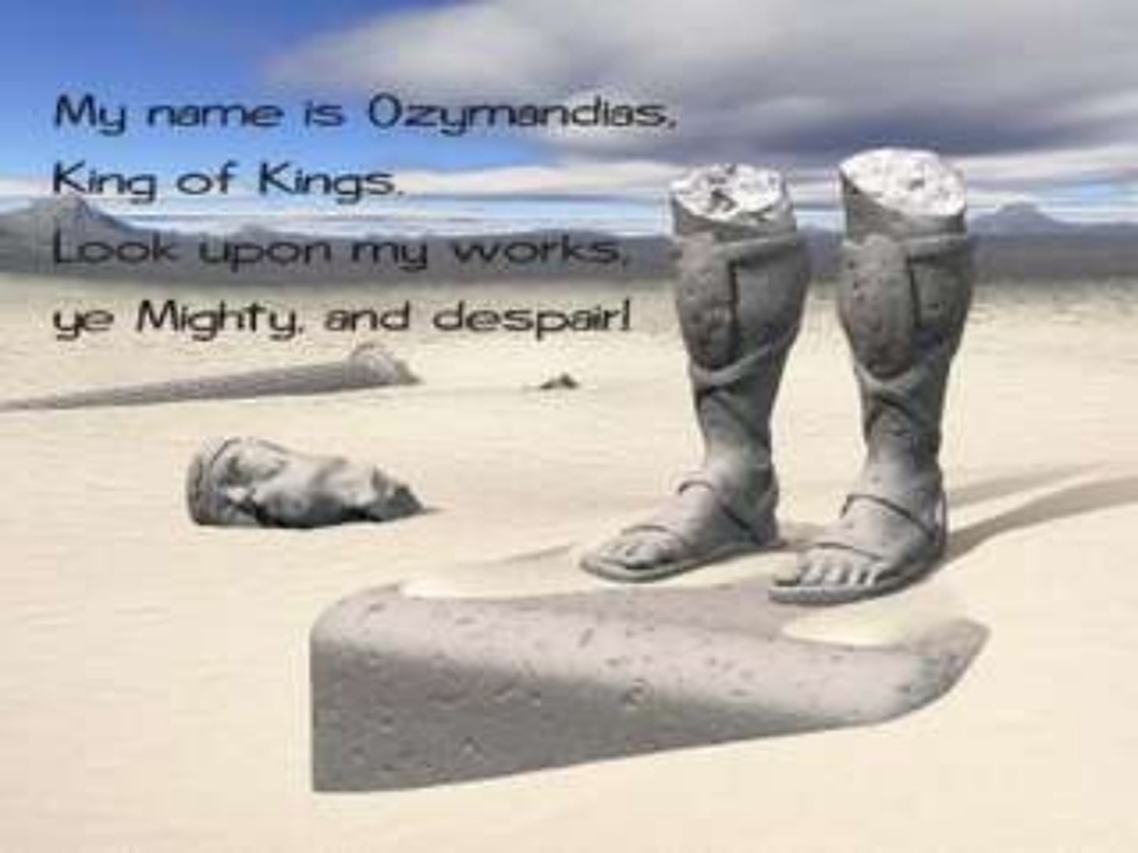 My name is Ozymandias,
King of Kings.
Look upon my works,
ye Mighty, and despair!